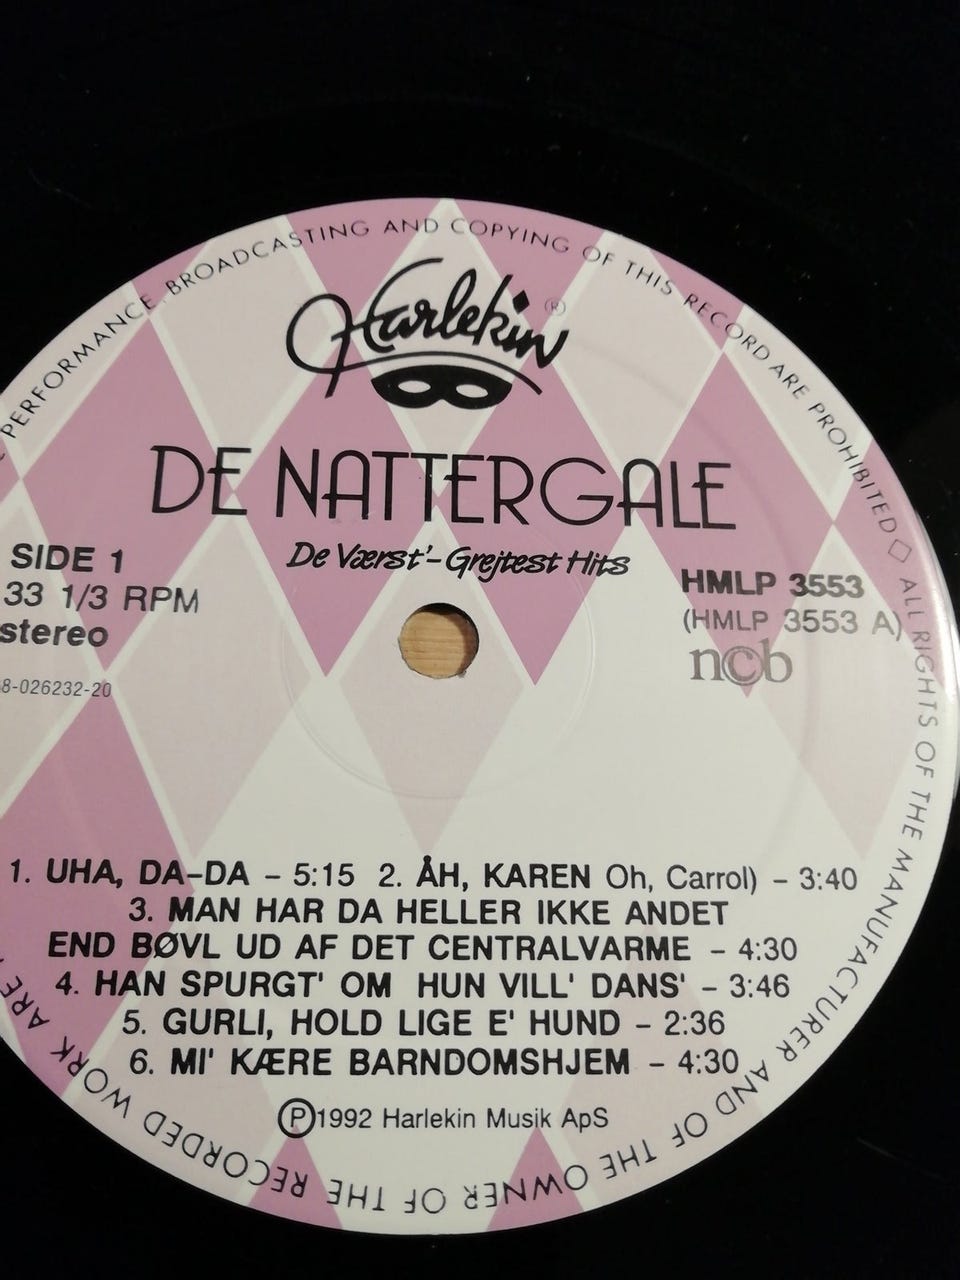 PERFORMANCE, BROADCASTING AND COPYING OF THIS RECORD ARE PROHIBITED ◇ ALL RIGHTS OF THE MANUFACTURER AND OF THE OWNER OF THE RECORDED WORK ARE
Harlekin ®
DE NATTERGALE
De Værst'-Grejtest Hits
SIDE 1
33 1/3 RPM
stereo
8-026232-20
HMLP 3553
(HMLP 3553 A)
ncb
1. UHA, DA-DA - 5:15 2. ÅH, KAREN Oh, Carrol) - 3:40
3. MAN HAR DA HELLER IKKE ANDET
END BØVL UD AF DET CENTRALVARME - 4:30
4. HAN SPURGT' OM HUN VILL' DANS' - 3:46
5. GURLI, HOLD LIGE E' HUND - 2:36
6. MI' KÆRE BARNDOMSHJEM - 4:30
Ⓟ1992 Harlekin Musik ApS